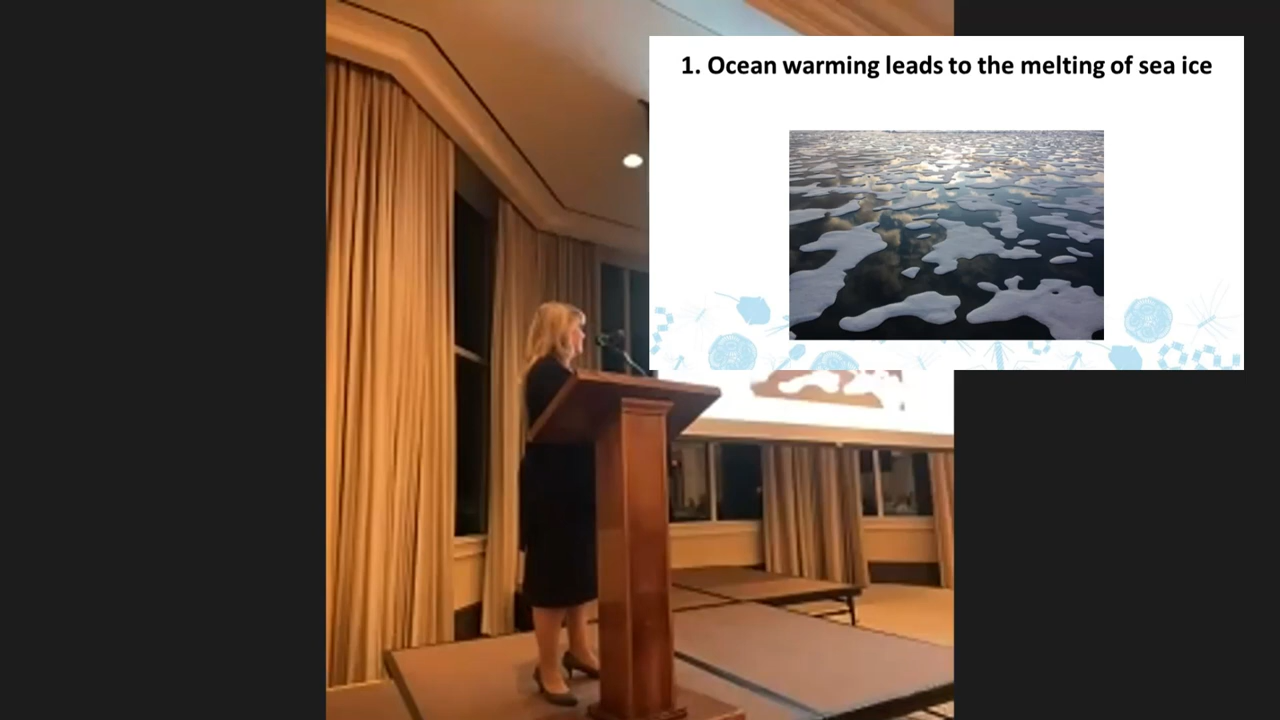 1. Ocean warming leads to the melting of sea ice